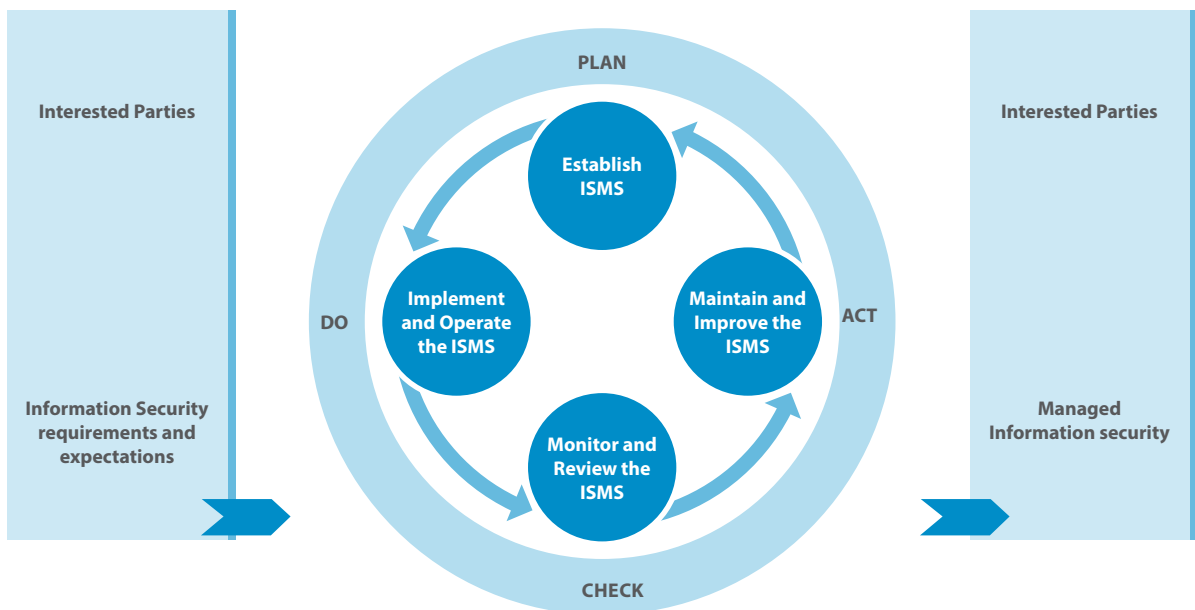 Interested Parties
Information Security
requirements and
expectations
PLAN
Establish
ISMS
DO
Implement
and Operate
the ISMS
Maintain and
Improve the
ISMS
ACT
Monitor and
Review the
ISMS
CHECK
Interested Parties
Managed
Information security